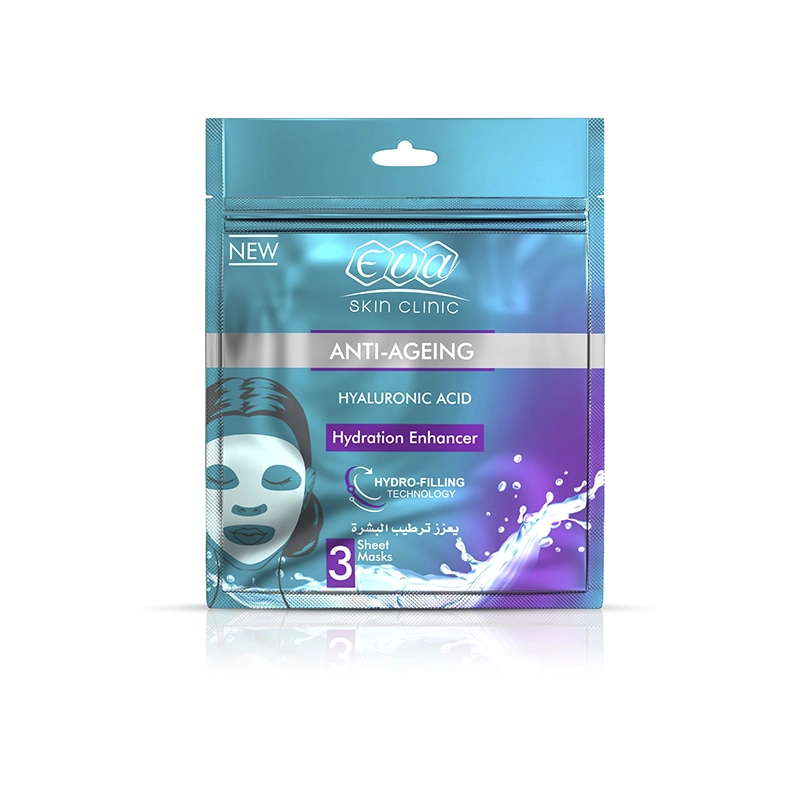 NEW
Eva
SKIN CLINIC
ANTI-AGEING
HYALURONIC ACID
Hydration Enhancer
HYDRO-FILLING
TECHNOLOGY
يعزز ترطيب البشرة
3 Sheet
Masks